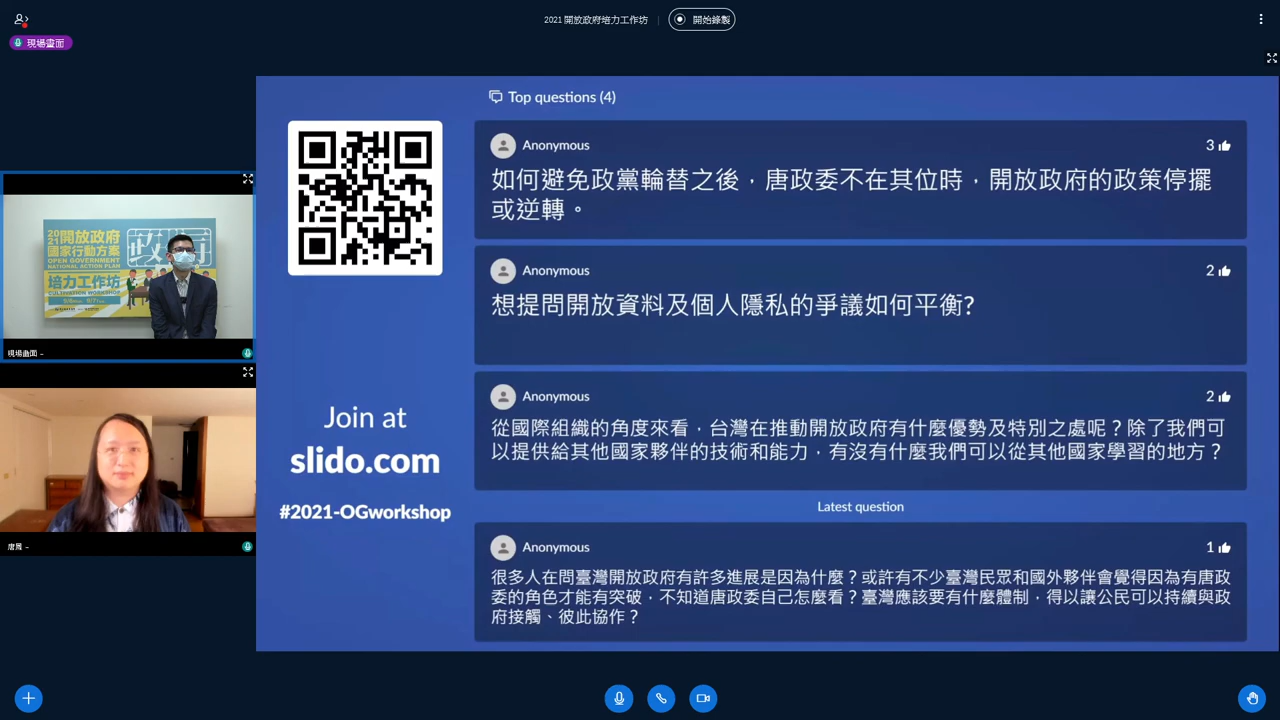 2021 開放政府培力工作坊
開始錄製
現場畫面
Top questions (4)
Anonymous
3
如何避免政黨輪替之後，唐政委不在其位時，開放政府的政策停擺
或逆轉。
Anonymous
2
想提問開放資料及個人隱私的爭議如何平衡?
Anonymous
2
從國際組織的角度來看，台灣在推動開放政府有什麼優勢及特別之處呢？除了我們可
以提供給其他國家夥伴的技術和能力，有沒有什麼我們可以從其他國家學習的地方？
Latest question
Anonymous
1
很多人在問臺灣開放政府有許多進展是因為什麼？或許有不少臺灣民眾和國外夥伴會覺得因為有唐政
委的角色才能有突破，不知道唐政委自己怎麼看？臺灣應該要有什麼體制，得以讓公民可以持續與政
府接觸、彼此協作？
Join at
slido.com
#2021-OGworkshop
2021開放政府
國家行動方案
OPEN GOVERNMENT
NATIONAL ACTION PLAN
培力工作坊
CULTIVATION WORKSHOP
現場畫面
唐鳳